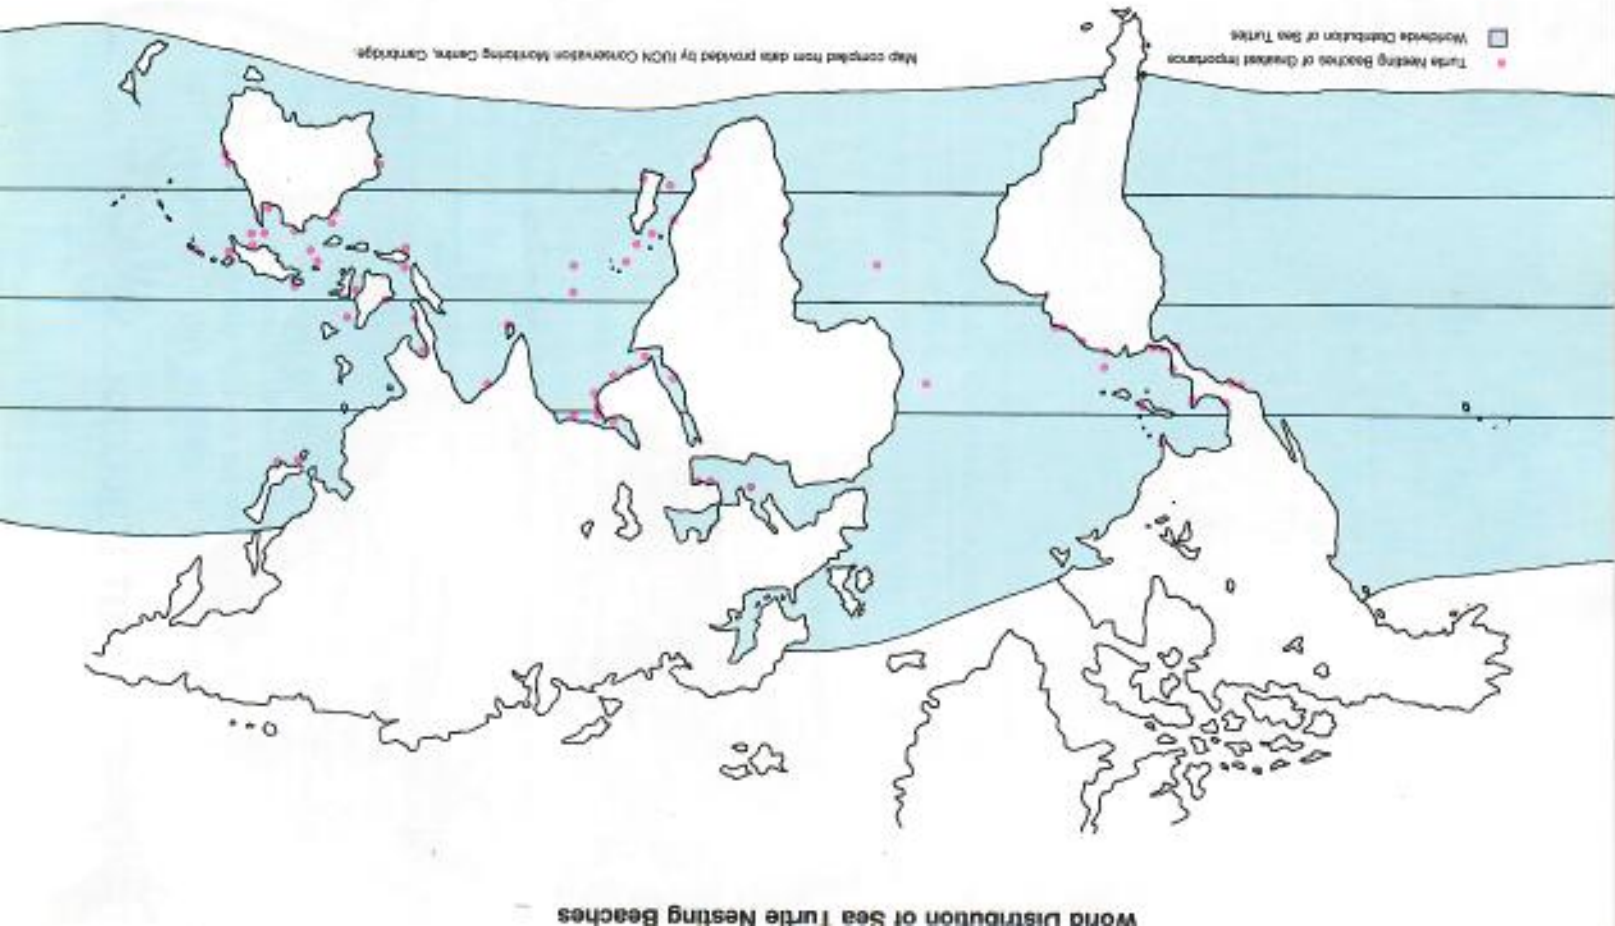 World Distribution of Sea Turtle Nesting Beaches
Turtle Nesting Beaches of Greatest Importance
Worldwide Distribution of Sea Turtles
Map compiled from data provided by IUCN Conservation Monitoring Centre, Cambridge.